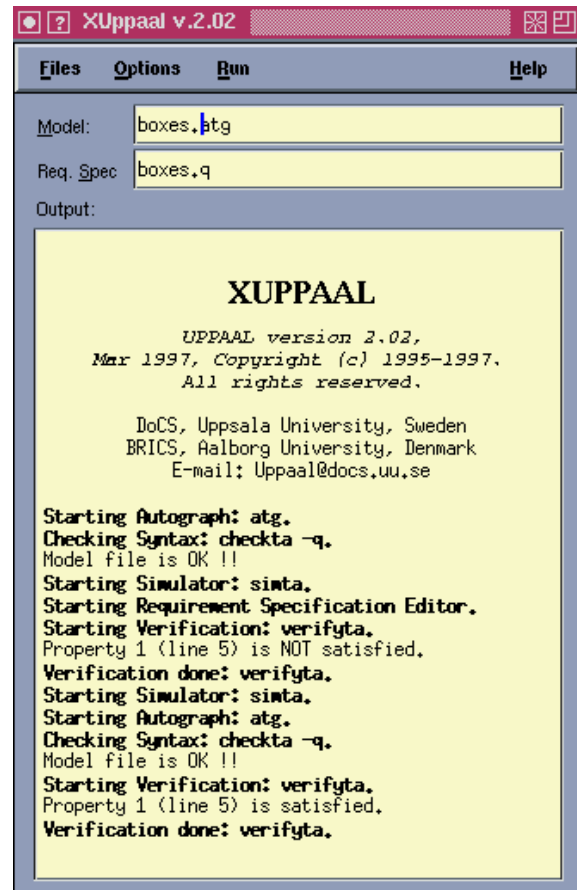 ? XUppaal v.2.02
Files Options Run Help
Model: boxes.atg
Req. Spec boxes.q
Output:
XUPPAAL
UPPAAL version 2.02,
Mar 1997, Copyright (c) 1995-1997.
All rights reserved.
DoCS, Uppsala University, Sweden
BRICS, Aalborg University, Denmark
E-mail: Uppaal@docs.uu.se
Starting Autograph: atg.
Checking Syntax: checkta -q.
Model file is OK !!
Starting Simulator: simta.
Starting Requirement Specification Editor.
Starting Verification: verifyta.
Property 1 (line 5) is NOT satisfied.
Verification done: verifyta.
Starting Simulator: simta.
Starting Autograph: atg.
Checking Syntax: checkta -q.
Model file is OK !!
Starting Verification: verifyta.
Property 1 (line 5) is satisfied.
Verification done: verifyta.